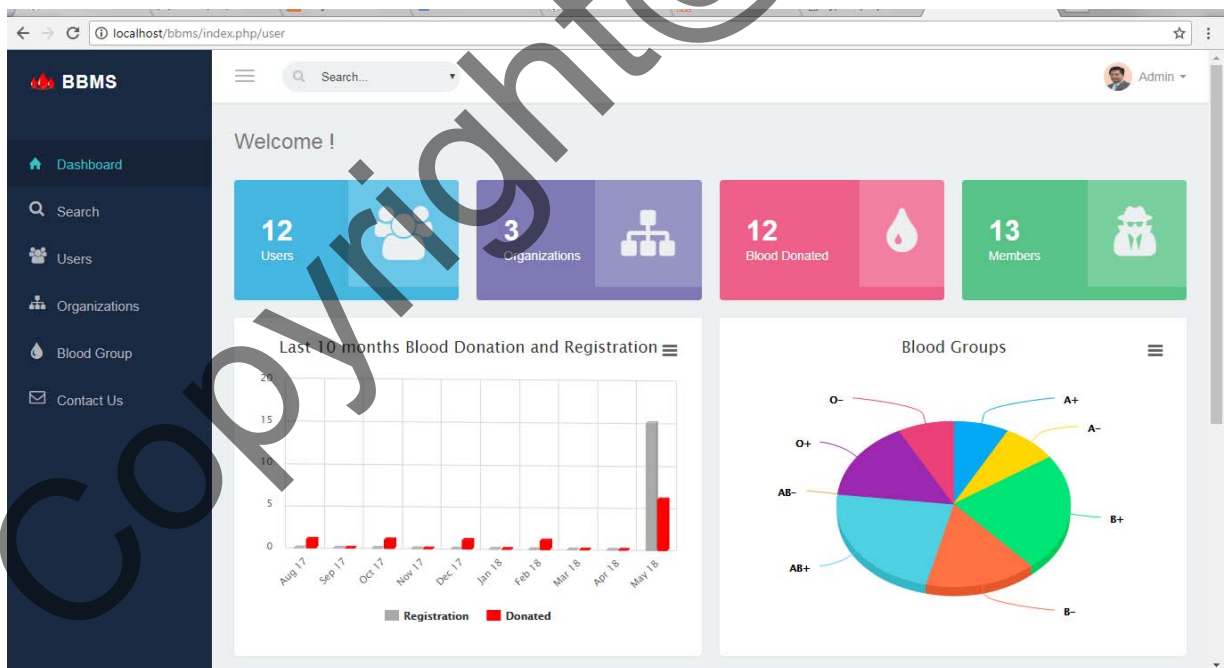 localhost/bbms/index.php/user
BBMS
Search...
Admin
Dashboard
Search
Users
Organizations
Blood Group
Contact Us
Welcome !
12
Users
3
Organizations
12
Blood Donated
13
Members
Last 10 months Blood Donation and Registration
20
15
10
5
0
Aug 17
Sep 17
Oct 17
Nov 17
Dec 17
Jan 18
Feb 18
Mar 18
Apr 18
May 18
Registration
Donated
Blood Groups
O-
A+
A-
O+
AB-
B+
AB+
B-
Copyright@